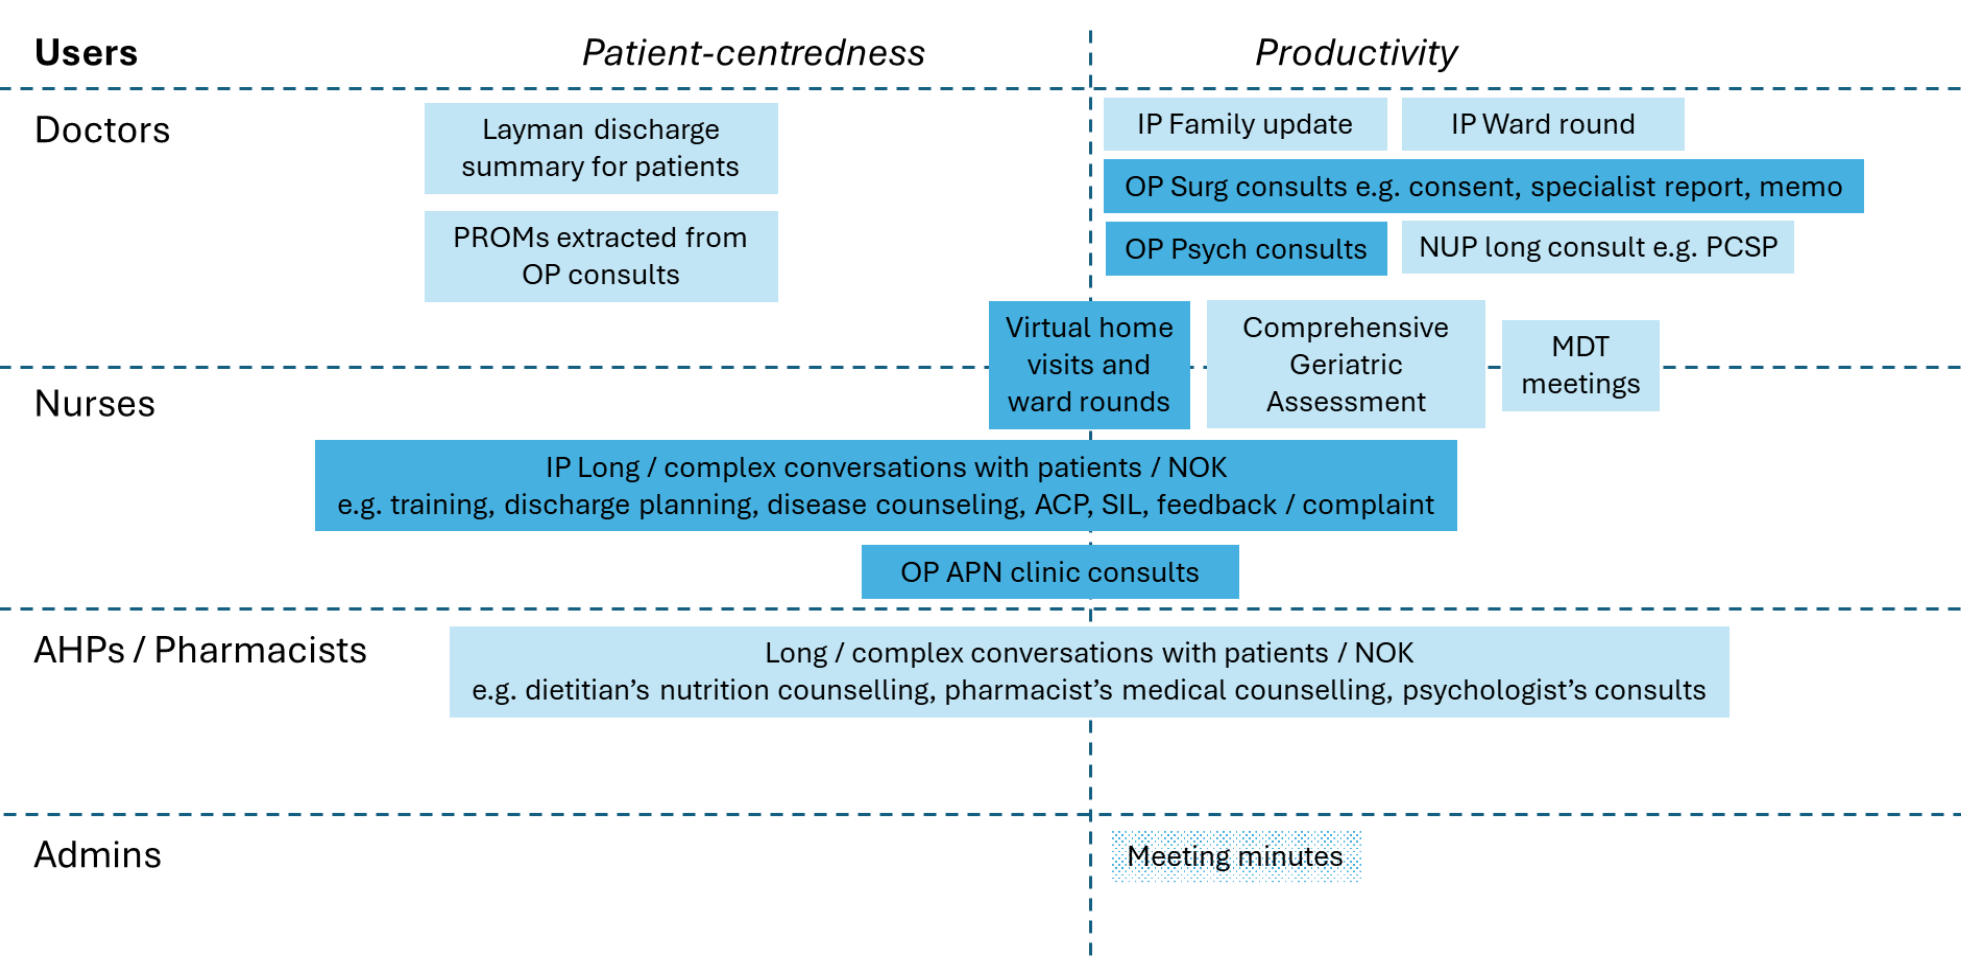 Users
Patient-centredness
Productivity
Doctors
Layman discharge
summary for patients
PROMs extracted from
OP consults
IP Family update
IP Ward round
OP Surg consults e.g. consent, specialist report, memo
OP Psych consults
NUP long consult e.g. PCSP
Virtual home
visits and
ward rounds
Comprehensive
Geriatric
Assessment
MDT
meetings
Nurses
IP Long / complex conversations with patients / NOK
e.g. training, discharge planning, disease counseling, ACP, SIL, feedback / complaint
OP APN clinic consults
AHPs / Pharmacists
Long / complex conversations with patients / NOK
e.g. dietitian’s nutrition counselling, pharmacist’s medical counselling, psychologist’s consults
Admins
Meeting minutes